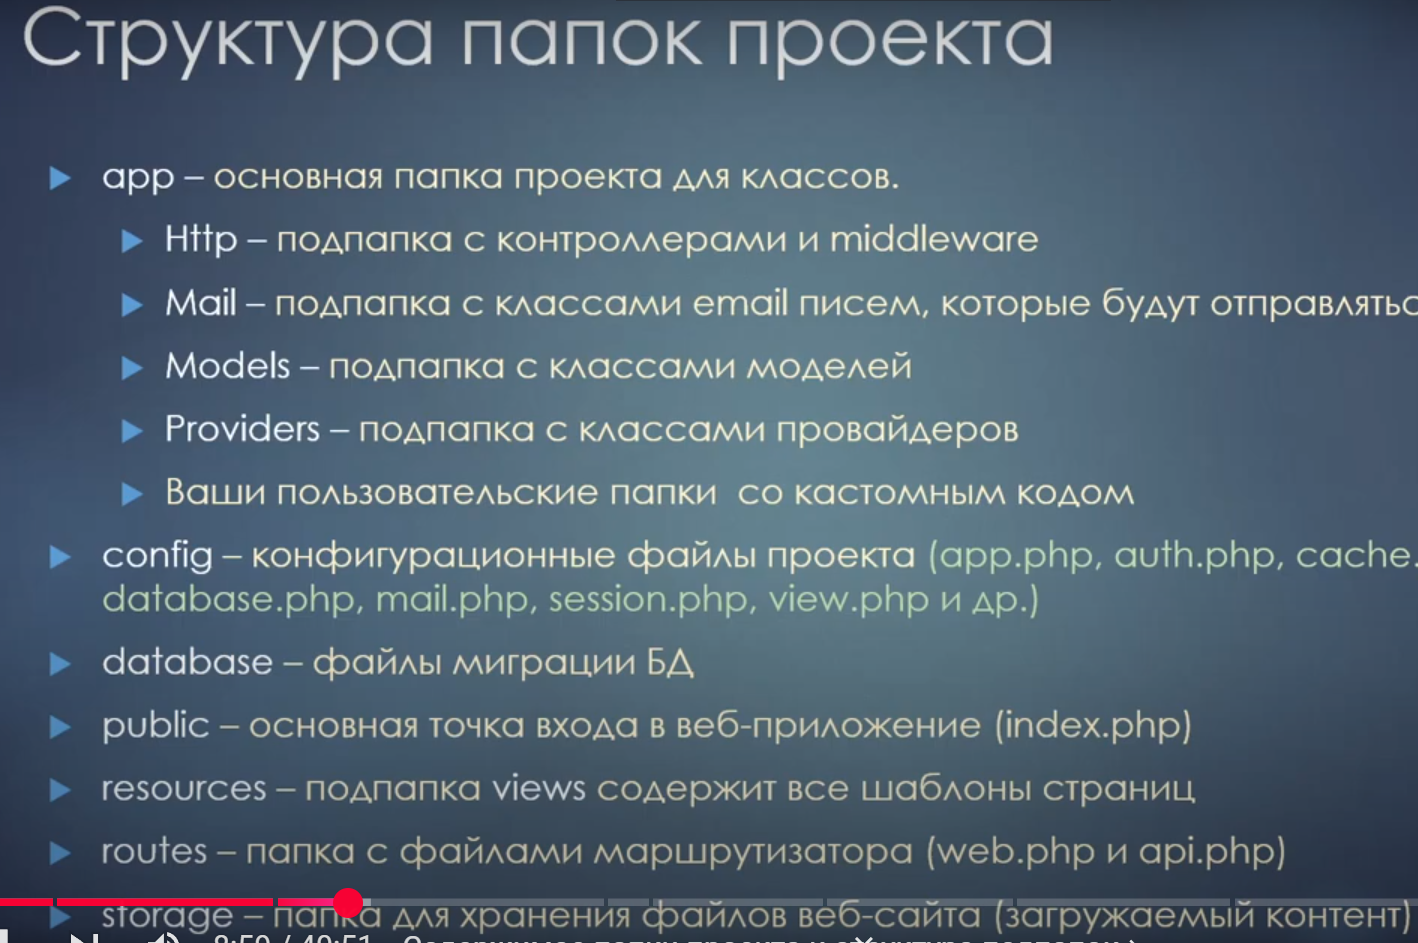 Структура папок проекта
app – основная папка проекта для классов.
Http – подпапка с контроллерами и middleware
Mail – подпапка с классами email писем, которые будут
Models – подпапка с классами моделей
Providers – подпапка с классами провайдеров
Ваши пользовательские папки со кастомным кодом
config – конфигурационные файлы проекта (app.php, auth.php, cache.
database.php, mail.php, session.php, view.php и др.)
database – файлы миграции БД
public – основная точка входа в веб-приложение (index.php)
resources – подпапка views содержит все шаблоны страниц
routes – папка с файлами маршрутизатора (web.php и api.php)
storage – папка для хранения файлов веб-сайта (загружаемый контент)